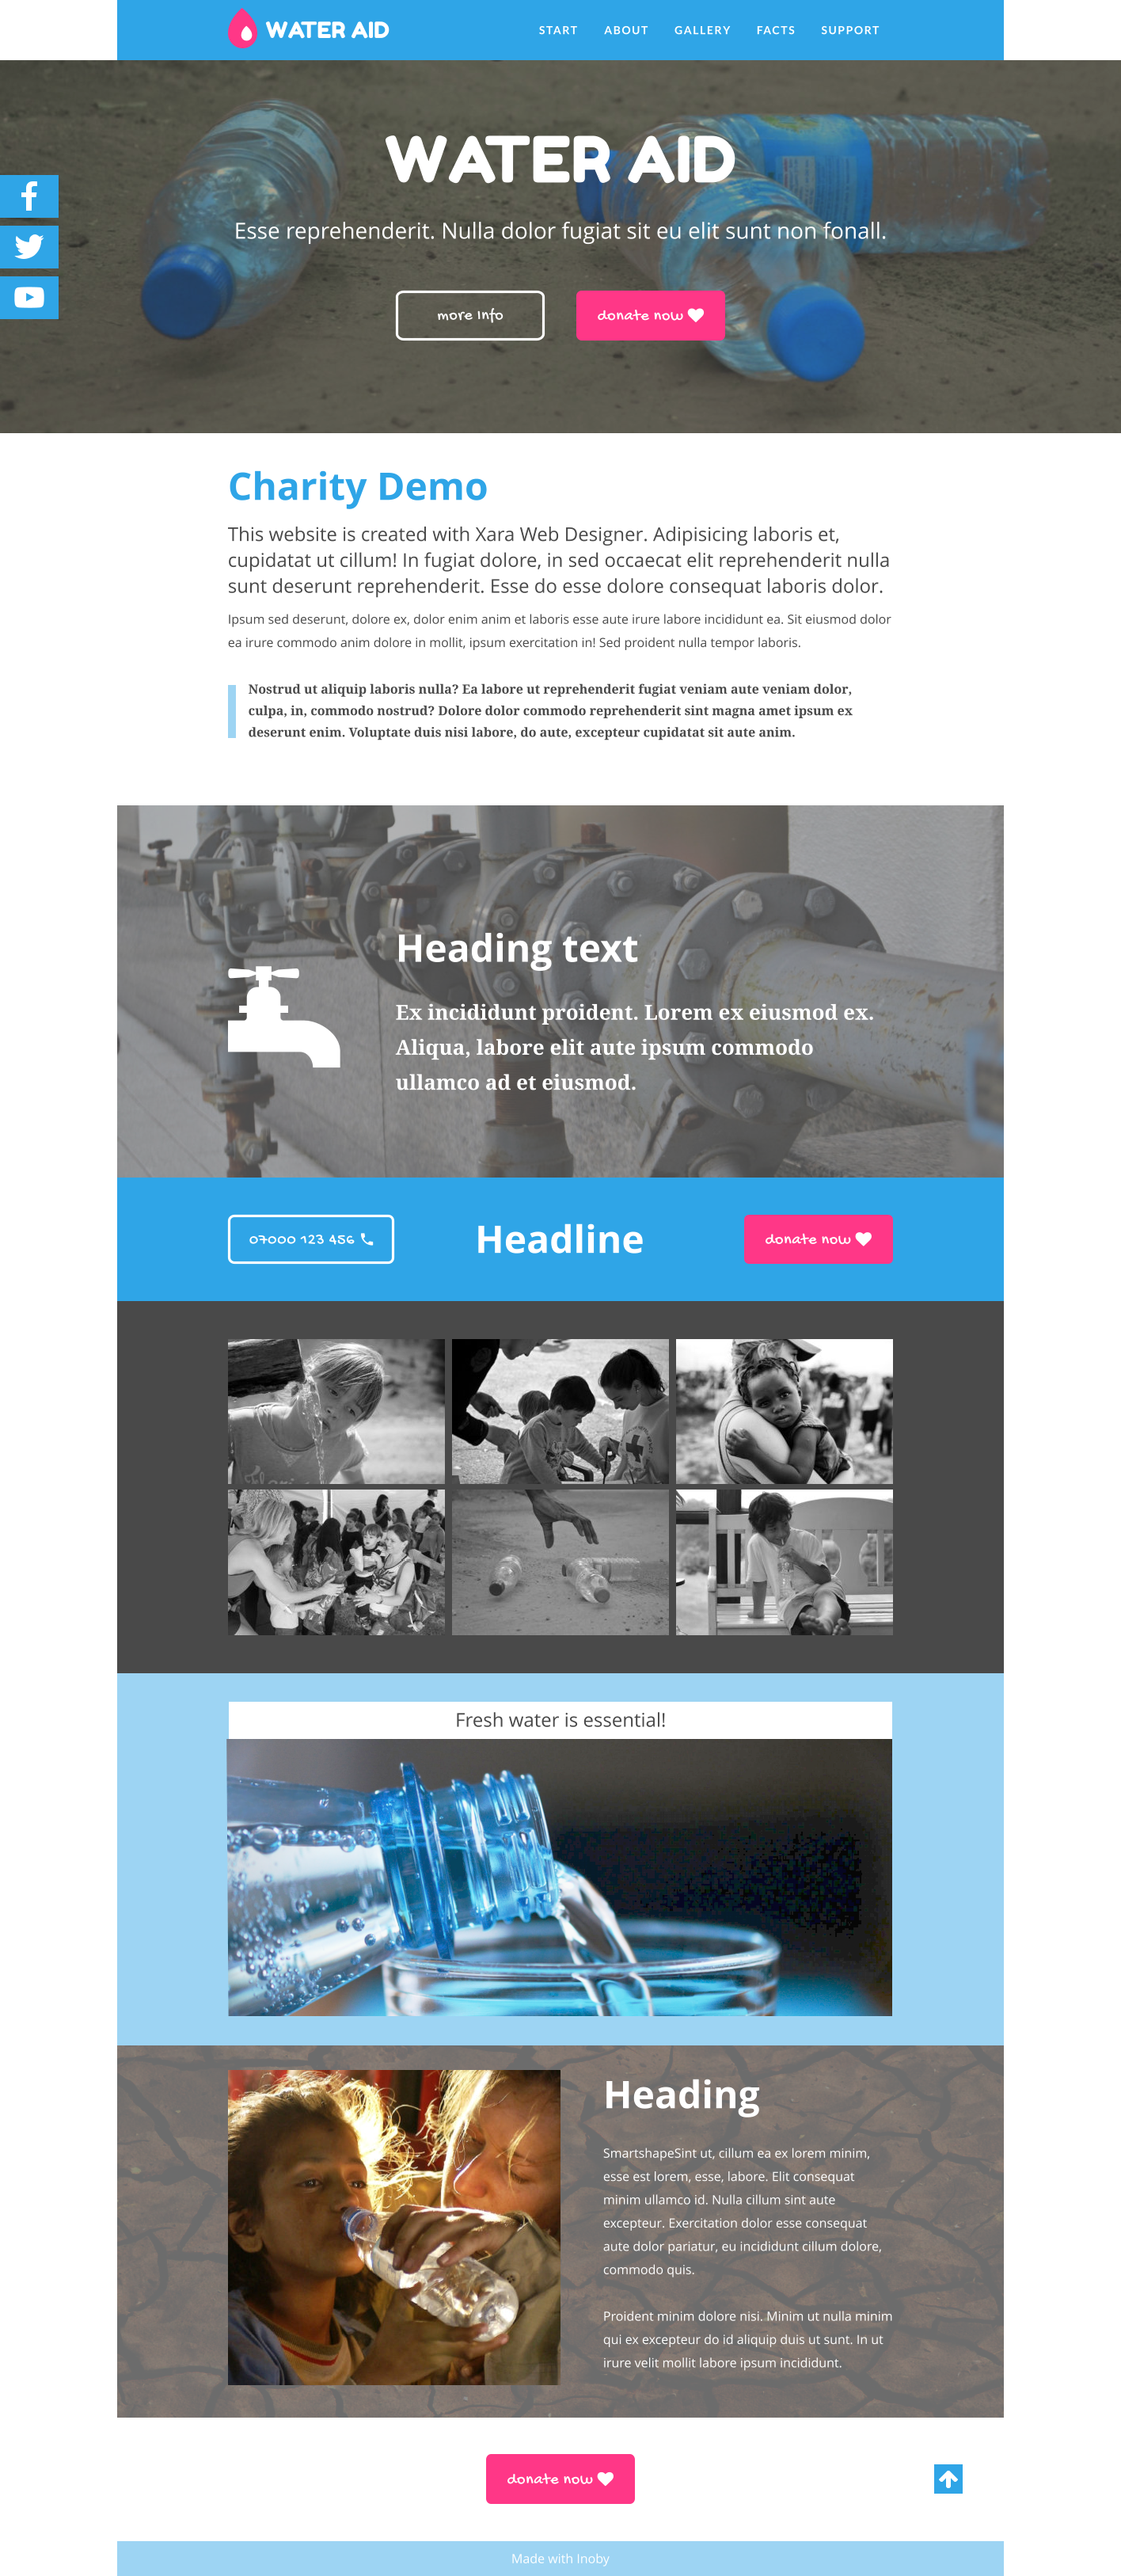 WATER AID
START ABOUT GALLERY FACTS SUPPORT
WATER AID
Esse reprehenderit. Nulla dolor fugiat sit eu elit sunt non fonall.
more Info
donate now
Charity Demo
This website is created with Xara Web Designer. Adipisicing laboris et,
cupidatat ut cillum! In fugiat dolore, in sed occaecat elit reprehenderit nulla
sunt deserunt reprehenderit. Esse do esse dolore consequat laboris dolor.
Ipsum sed deserunt, dolore ex, dolor enim anim et laboris esse aute irure labore incididunt ea. Sit eiusmod dolor
ea irure commodo anim dolore in mollit, ipsum exercitation in! Sed proident nulla tempor laboris.
Nostrud ut aliquip laboris nulla? Ea labore ut reprehenderit fugiat veniam aute veniam dolor,
culpa, in, commodo nostrud? Dolore dolor commodo reprehenderit sint magna amet ipsum ex
deserunt enim. Voluptate duis nisi labore, do aute, excepteur cupidatat sit aute anim.
Heading text
Ex incididunt proident. Lorem ex eiusmod ex.
Aliqua, labore elit aute ipsum commodo
ullamco ad et eiusmod.
07000 123 456
Headline
donate now
Fresh water is essential!
Heading
SmartshapeSint ut, cillum ea ex lorem minim,
esse est lorem, esse, labore. Elit consequat
minim ullamco id. Nulla cillum sint aute
excepteur. Exercitation dolor esse consequat
aute dolor pariatur, eu incididunt cillum dolore,
commodo quis.
Proident minim dolore nisi. Minim ut nulla minim
qui ex excepteur do id aliquip duis ut sunt. In ut
irure velit mollit labore ipsum incididunt.
donate now
Made with Inoby